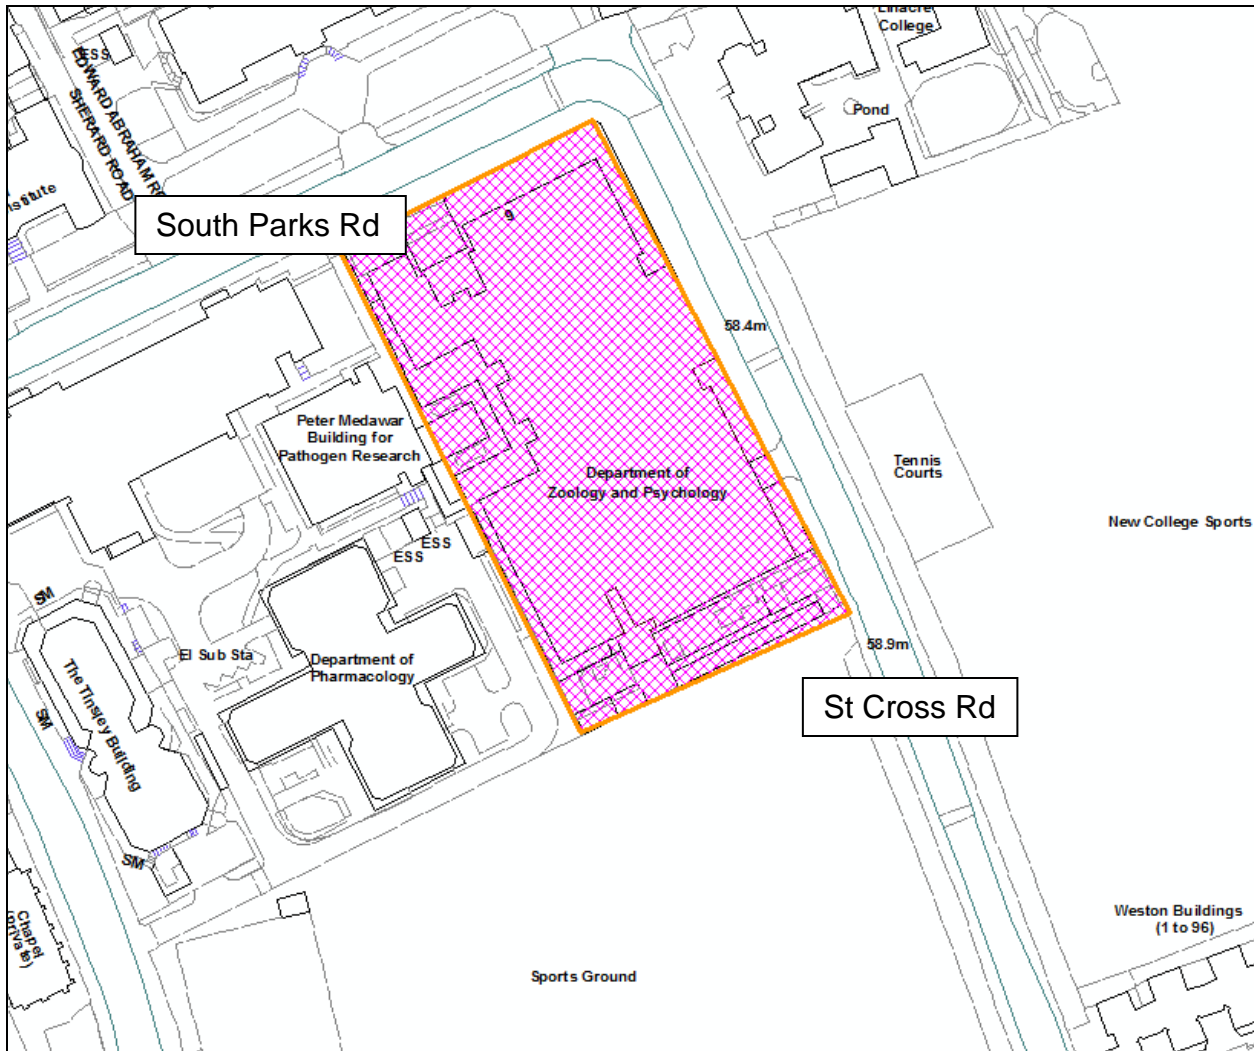 Linacre
College
ESS
EDWARD ABRAHAM RO
SHERARD ROAD
Pond
stitute
South Parks Rd
9
58.4m
Peter Medawar
Building for
Pathogen Research
Tennis
Courts
Department of
Zoology and Psychology
New College Sports
ESS
ESS
SM
El Sub Sta
Department of
Pharmacology
58.9m
The Tinsley Building
SM
St Cross Rd
SM
Chapel
(private)
Weston Buildings
(1 to 96)
Sports Ground